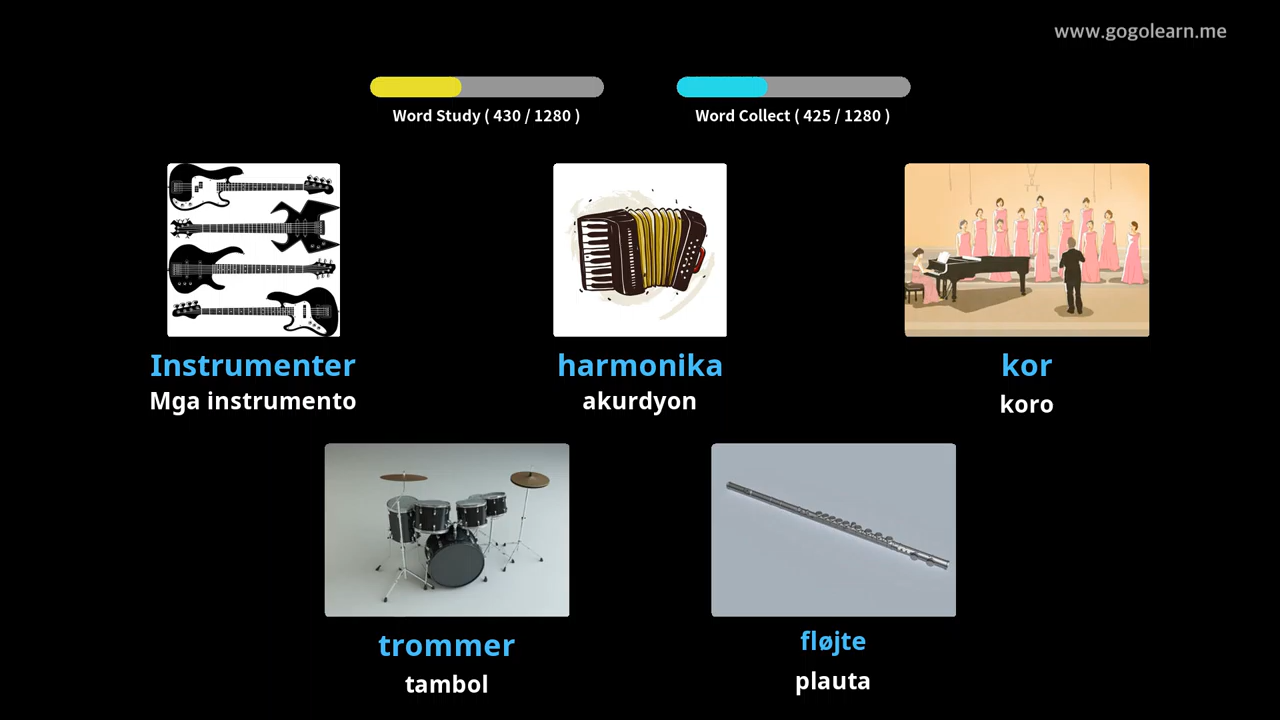 www.gogolearn.me
Word Study ( 430 / 1280 )
Word Collect ( 425 / 1280 )
Instrumenter
Mga instrumento
harmonika
akurdyon
kor
koro
trommer
tambol
fløjte
plauta